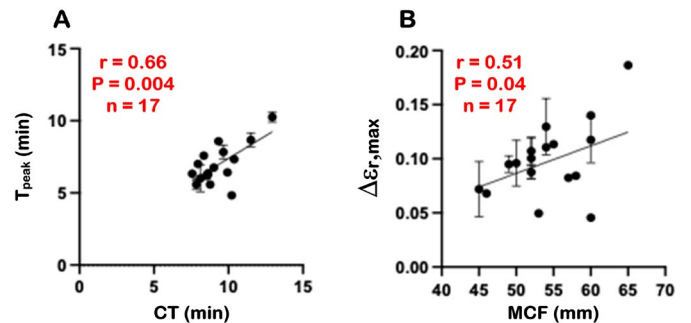 A
r = 0.66
P = 0.004
n = 17
15
10
5
0
T peak (min)
0 5 10 15
CT (min)
B
r = 0.51
P = 0.04
n = 17
0.20
0.15
0.10
0.05
0.00
Δεr,max
40 45 50 55 60 65 70
MCF (mm)